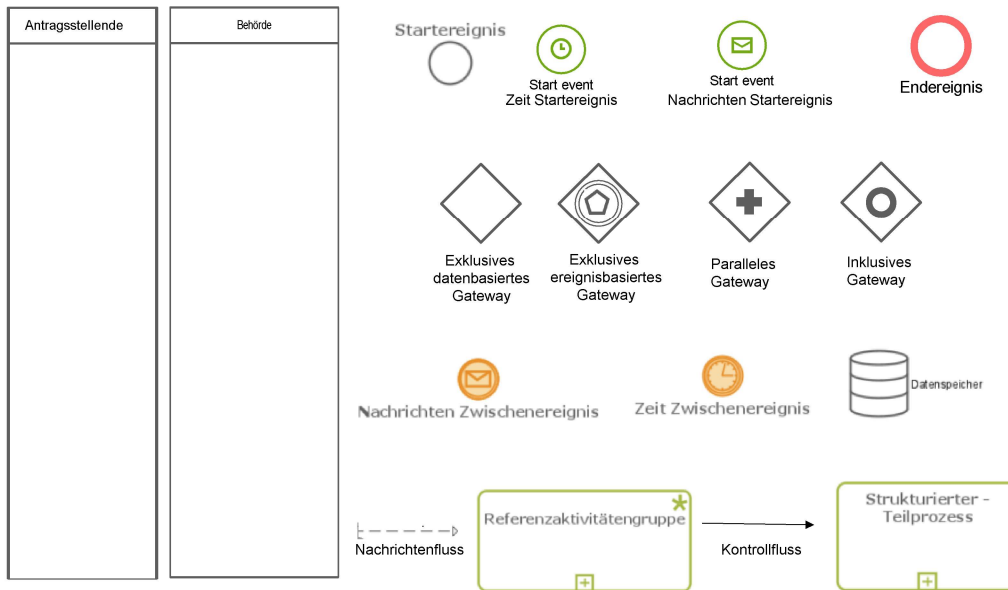 Antragsstellende
Behörde
Startereignis
Start event
Zeit Startereignis
Start event
Nachrichten Startereignis
Endereignis
Exklusives
datenbasiertes
Gateway
Exklusives
ereignisbasiertes
Gateway
Paralleles
Gateway
Inklusives
Gateway
Nachrichten Zwischenereignis
Zeit Zwischenereignis
Datenspeicher
Nachrichtenfluss
Referenzaktivitätengruppe
Kontrollfluss
Strukturierter -
Teilprozess